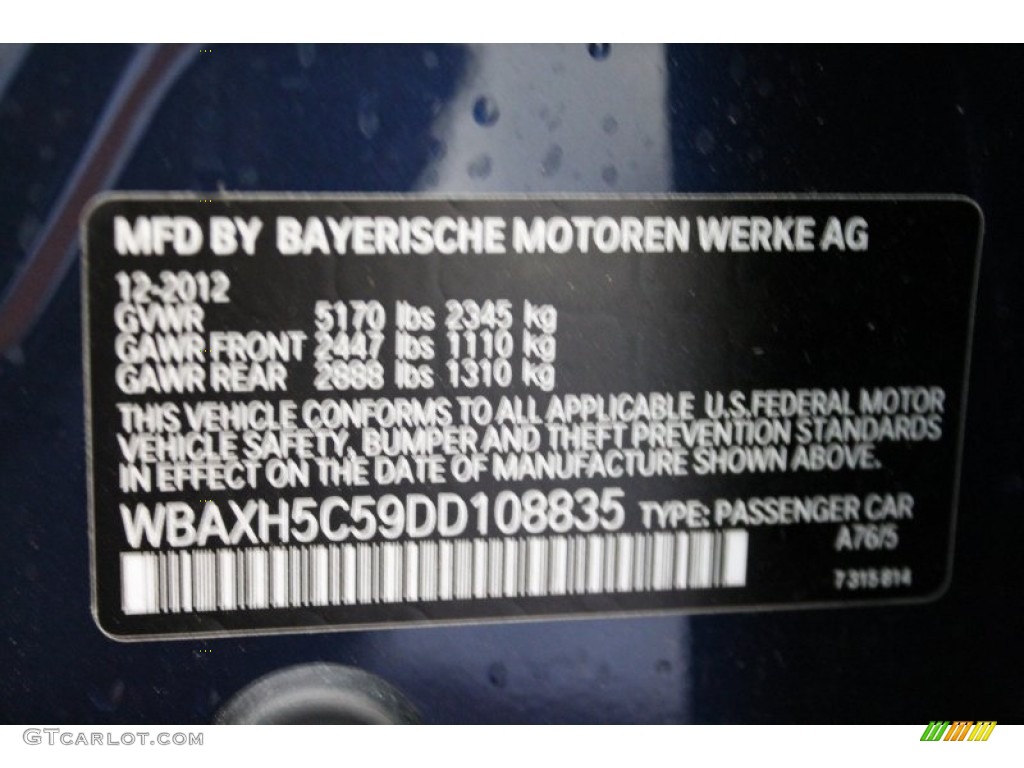 MFD BY BAYERISCHE MOTOREN WERKE AG
12-2012
GVWR 5170 lbs 2345 kg
GAWR FRONT 2447 lbs 1110 kg
GAWR REAR 2888 lbs 1310 kg
THIS VEHICLE CONFORMS TO ALL APPLICABLE U.S.FEDERAL MOTOR
VEHICLE SAFETY, BUMPER AND THEFT PREVENTION STANDARDS
IN EFFECT ON THE DATE OF MANUFACTURE SHOWN ABOVE.
WBAXH5C59DD108835 TYPE: PASSENGER CAR
A76/5
7 315 814
GTCARLOT.COM